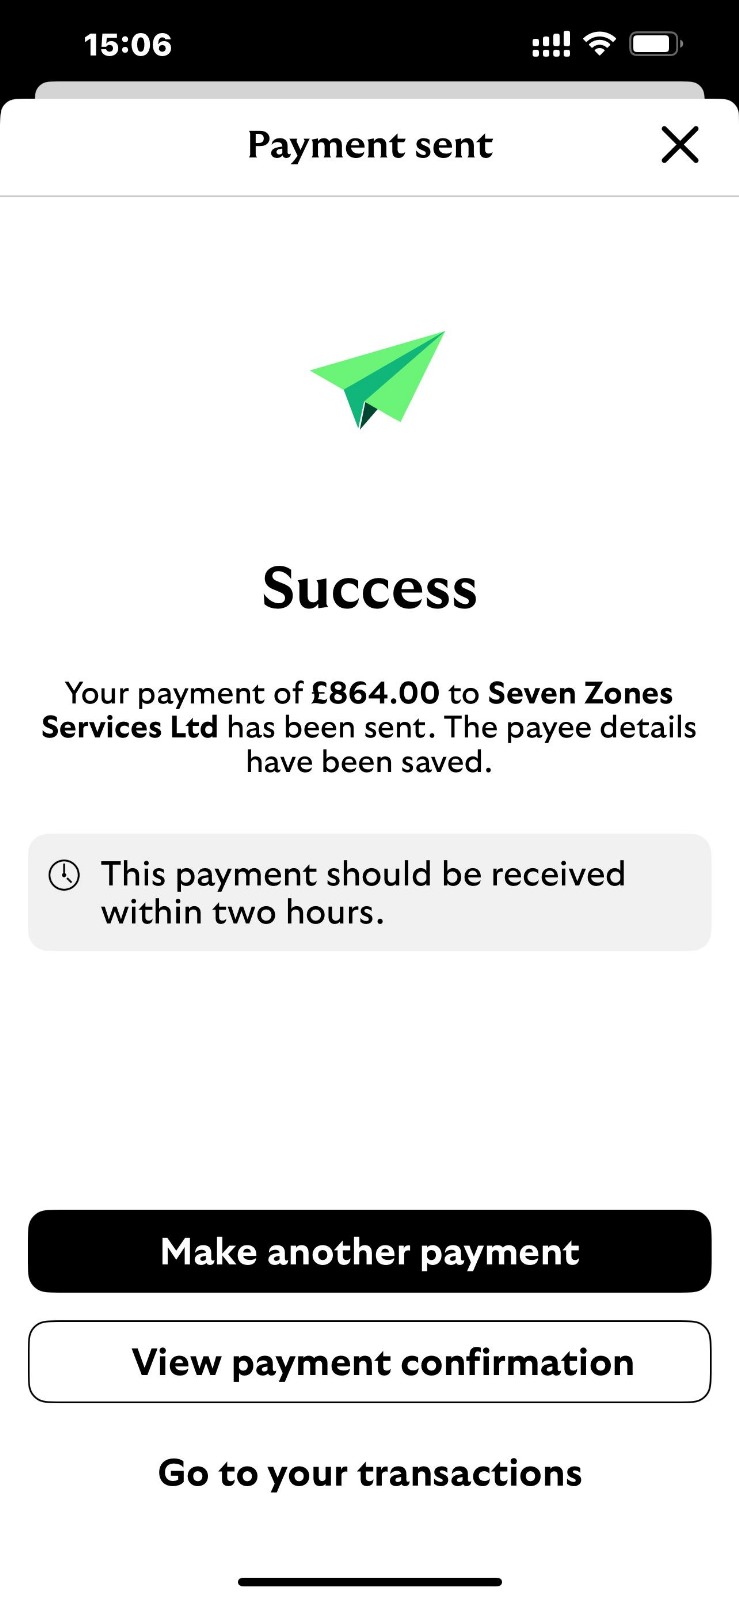 15:06
Payment sent
Success
Your payment of £864.00 to Seven Zones
Services Ltd has been sent. The payee details
have been saved.
This payment should be received
within two hours.
Make another payment
View payment confirmation
Go to your transactions